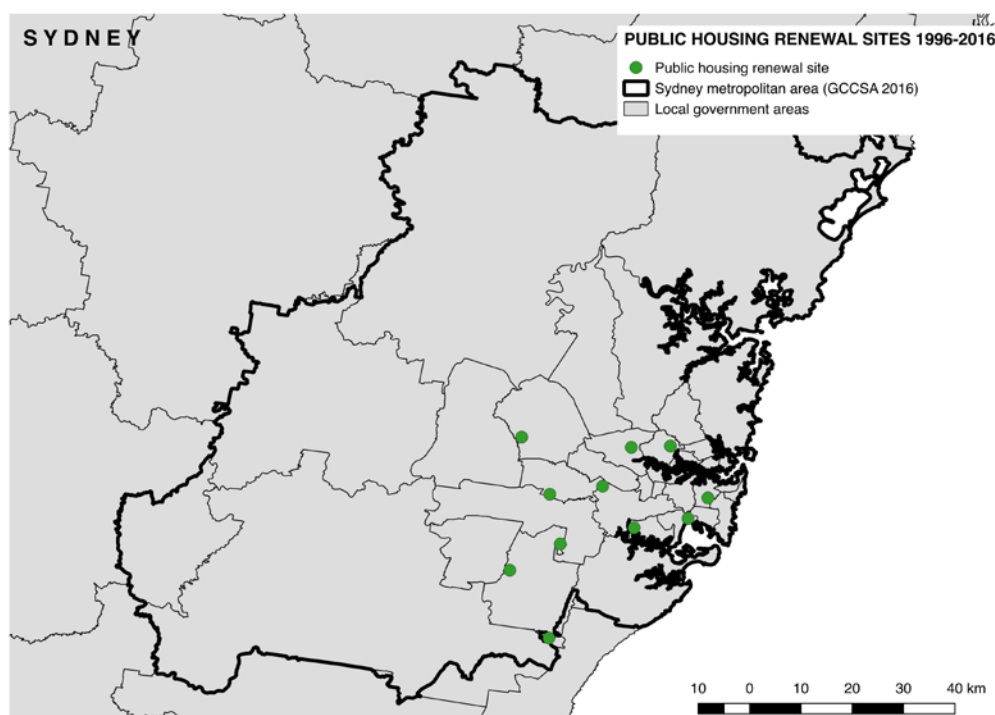 SYDNEY
PUBLIC HOUSING RENEWAL SITES 1996-2016
Public housing renewal site
Sydney metropolitan area (GCCSA 2016)
Local government areas
10 0 10 20 30 40 km